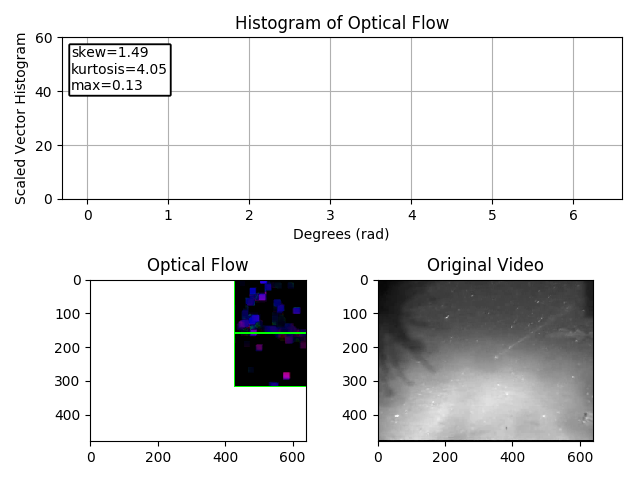 Histogram of Optical Flow
Scaled Vector Histogram
60
40
20
0
skew=1.49
kurtosis=4.05
max=0.13
0 1 2 3 4 5 6
Degrees (rad)
Optical Flow
0
100
200
300
400
0 200 400 600
Original Video
0
100
200
300
400
0 200 400 600